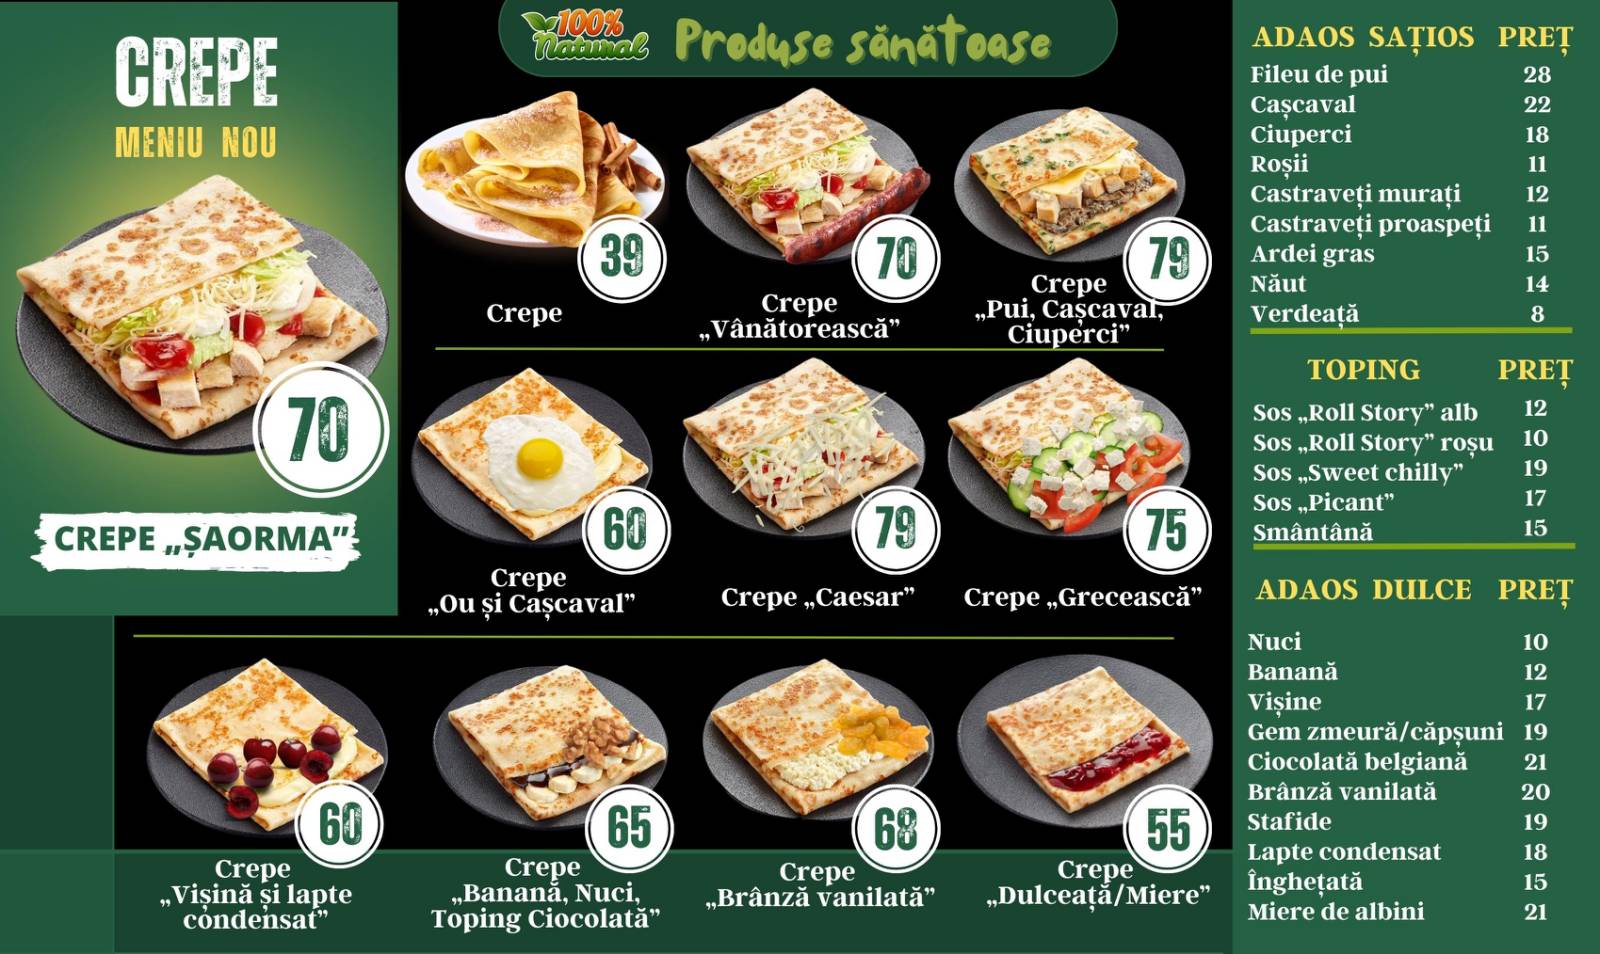 CREPE
MENIU NOU
70
CREPE „ȘAORMA”
100%
Natural
Produse sănătoase
39
Crepe
70
Crepe
„Vânătorească”
79
Crepe
„Pui, Cașcaval,
Ciuperci”
60
Crepe
„Ou și Cașcaval”
79
Crepe „Caesar”
75
Crepe „Grecească”
60
Crepe
„Vișină și lapte
condensat”
65
Crepe
„Banană, Nuci,
Toping Ciocolată”
68
Crepe
„Brânză vanilată”
55
Crepe
„Dulceață/Miere”
ADAOS SAȚIOS PREȚ
Fileu de pui 28
Cașcaval 22
Ciuperci 18
Roșii 11
Castraveți murați 12
Castraveți proaspeți 11
Ardei gras 15
Năut 14
Verdeață 8
TOPING PREȚ
Sos „Roll Story” alb 12
Sos „Roll Story” roșu 10
Sos „Sweet chilly” 19
Sos „Picant” 17
Smântână 15
ADAOS DULCE PREȚ
Nuci 10
Banană 12
Vișine 17
Gem zmeură/căpșuni 19
Ciocolată belgiană 21
Brânză vanilată 20
Stafide 19
Lapte condensat 18
Înghețată 15
Miere de albini 21